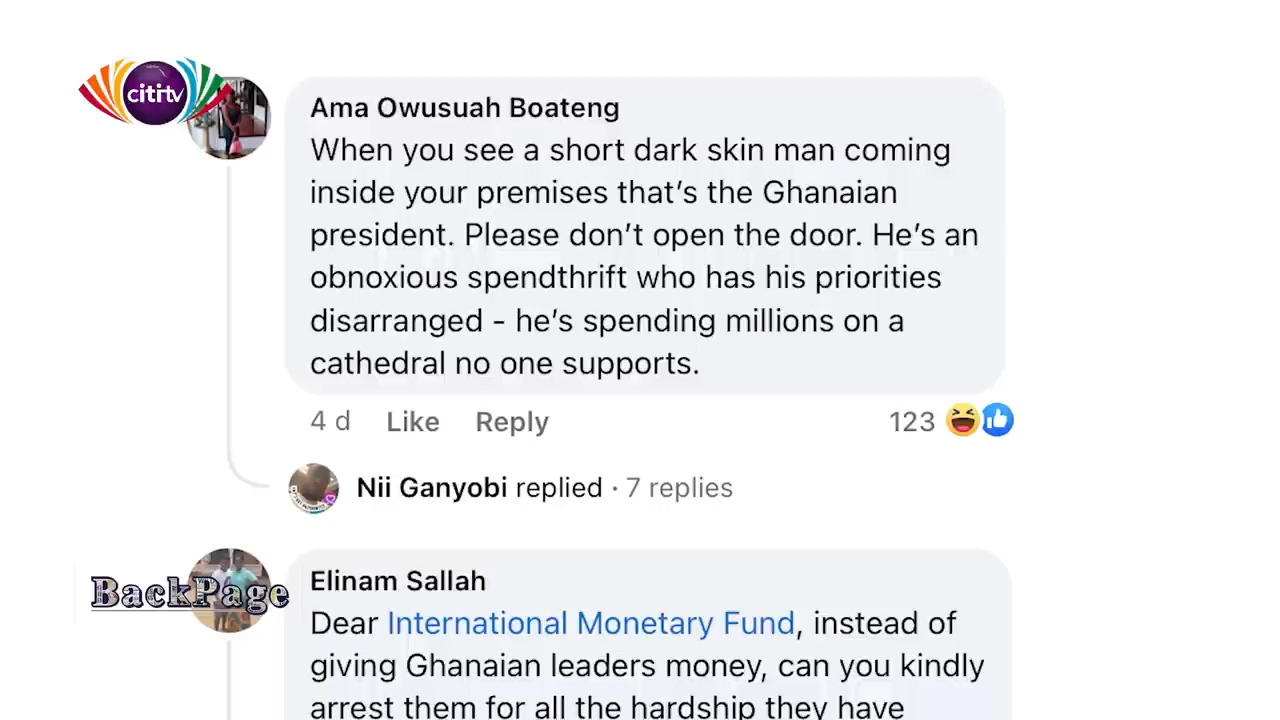 cititv
Ama Owusuah Boateng
When you see a short dark skin man coming
inside your premises that's the Ghanaian
president. Please don't open the door. He's an
obnoxious spendthrift who has his priorities
disarranged - he's spending millions on a
cathedral no one supports.
4 d Like Reply 123
Nii Ganyobi replied · 7 replies
BackPage
Elinam Sallah
Dear International Monetary Fund, instead of
giving Ghanaian leaders money, can you kindly
arrest them for all the hardship they have